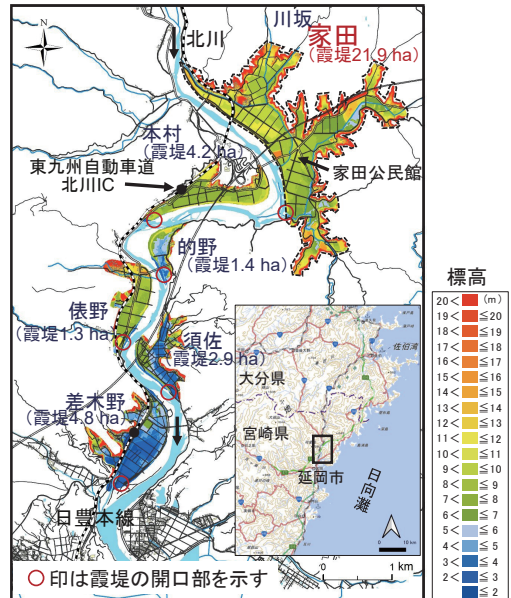 N
北川
川坂
家田
(霞堤21.9 ha)
本村
(霞堤4.2 ha)
東九州自動車道
北川IC
家田公民館
的野
(霞堤1.4 ha)
俵野
(霞堤1.3 ha)
須佐
(霞堤2.9 ha)
差木野
(霞堤4.8 ha)
日豊本線
○印は霞堤の開口部を示す
0 1 km
佐伯湾
大分県
宮崎県
延岡市
日向灘
0 10 km
標高
20< (m)
19< ≦20
18< ≦19
17< ≦18
16< ≦17
15< ≦16
14< ≦15
13< ≦14
12< ≦13
11< ≦12
10< ≦11
9< ≦10
8< ≦9
7< ≦8
6< ≦7
5< ≦6
4< ≦5
3< ≦4
2< ≦3
≦2